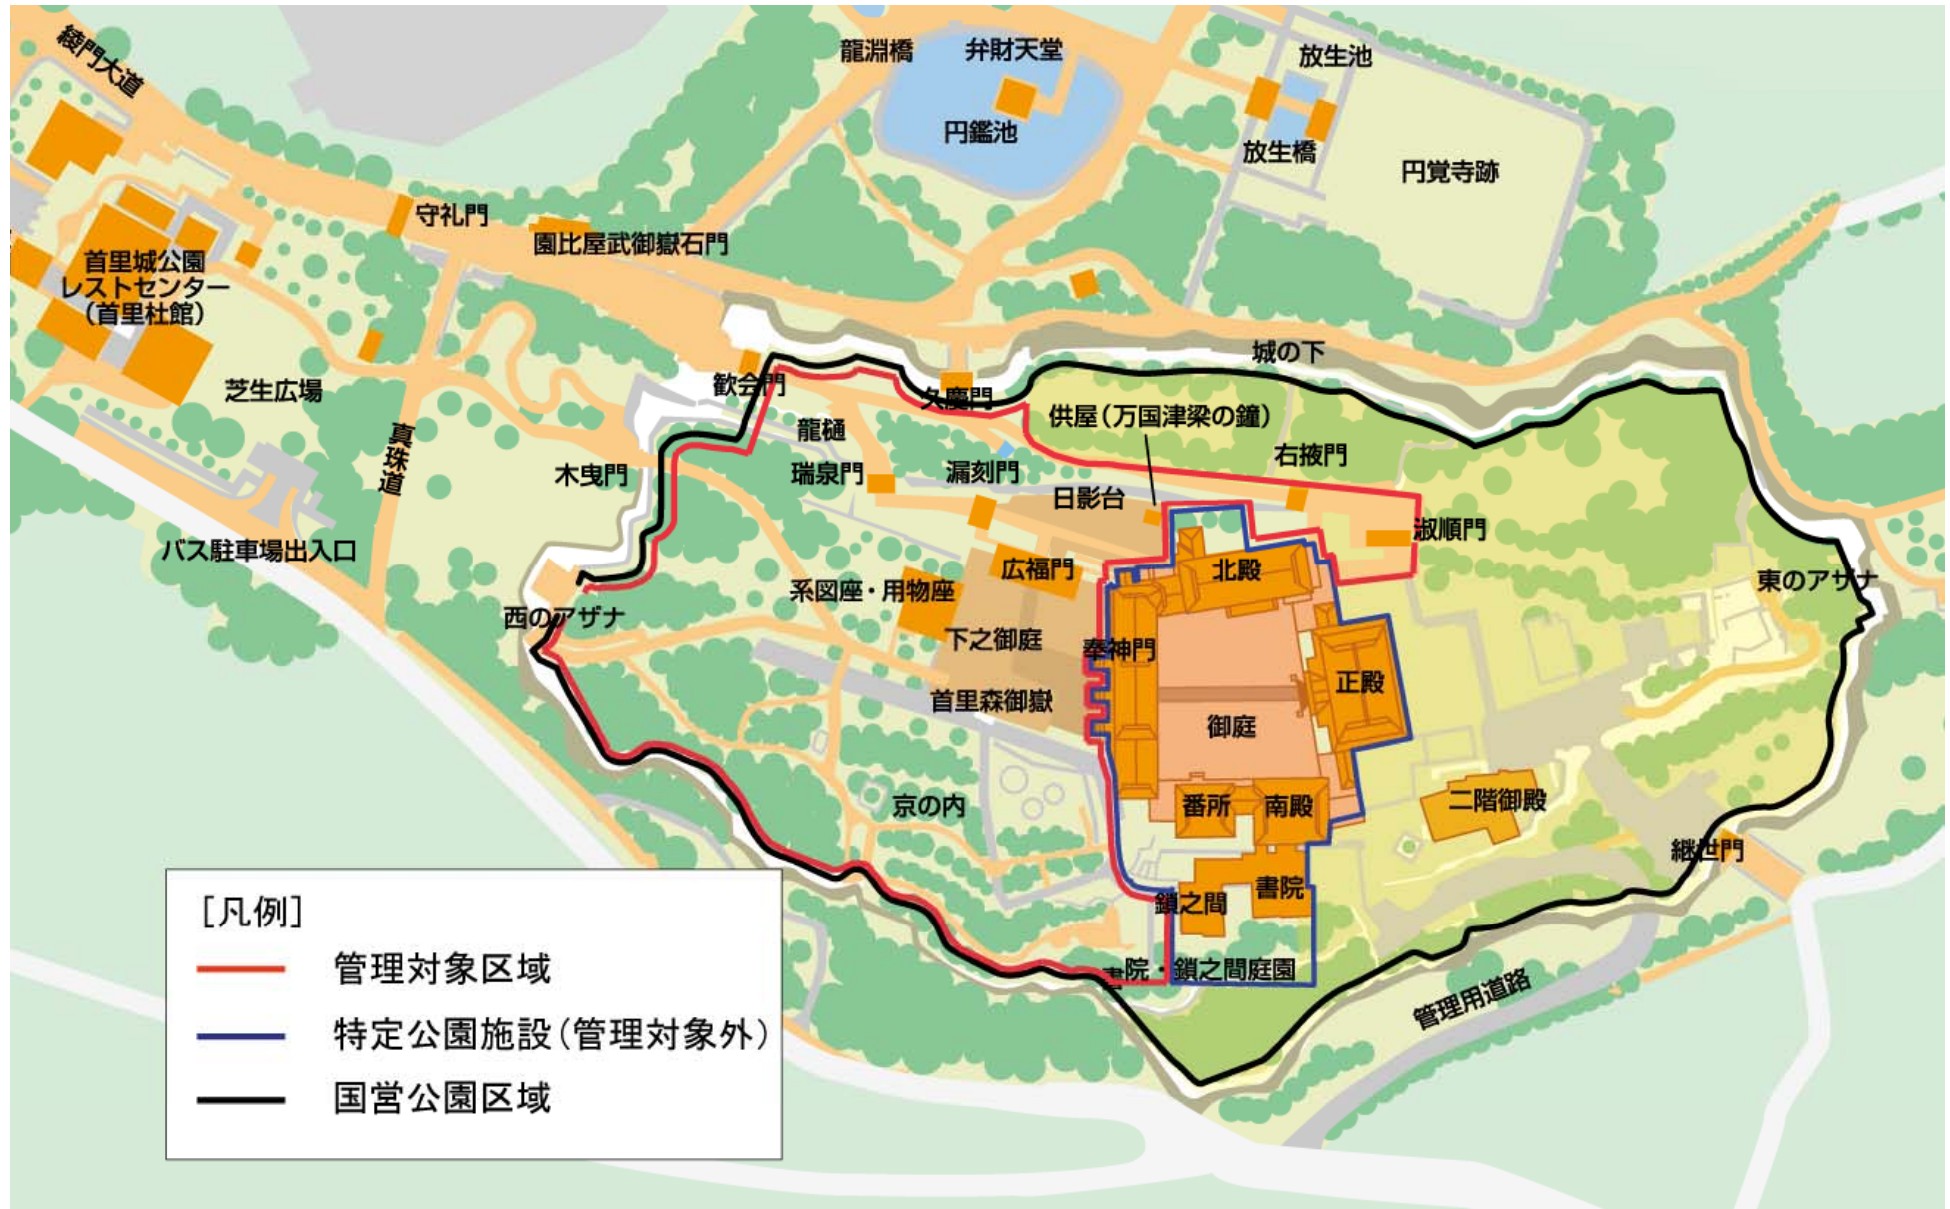 綾門大道
龍淵橋
弁財天堂
放生池
円鑑池
放生橋
円覚寺跡
守礼門
園比屋武御嶽石門
首里城公園
レストセンター
（首里杜館）
城の下
芝生広場
歓会門
久慶門
供屋（万国津梁の鐘）
龍樋
真珠道
木曳門
瑞泉門
漏刻門
右掖門
日影台
淑順門
バス駐車場出入口
広福門
北殿
東のアザナ
系図座・用物座
西のアザナ
下之御庭
奉神門
正殿
首里森御嶽
御庭
京の内
番所
南殿
二階御殿
継世門
書院
鎖之間
書院・鎖之間庭園
管理用道路
［凡例］
管理対象区域
特定公園施設（管理対象外）
国営公園区域